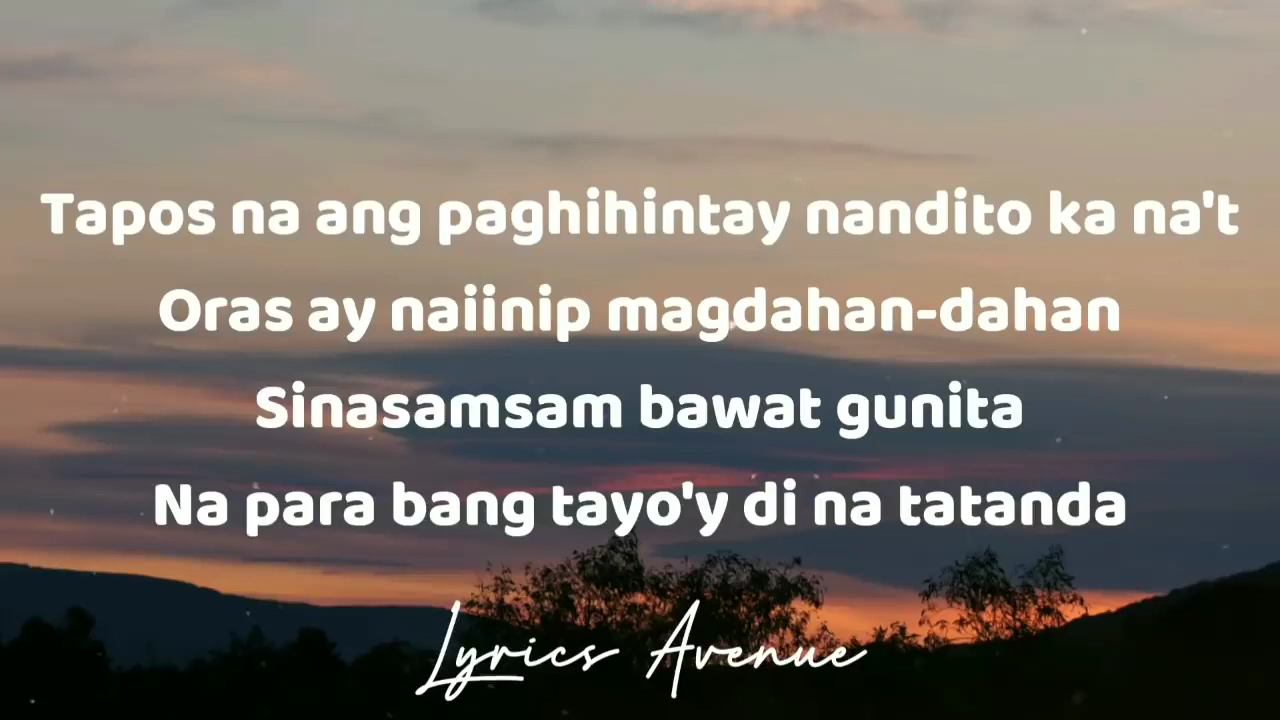 Tapos na ang paghihintay nandito ka na't
Oras ay naiinip magdahan-dahan
Sinasamsam bawat gunita
Na para bang tayo'y di na tatanda
Lyrics Avenue